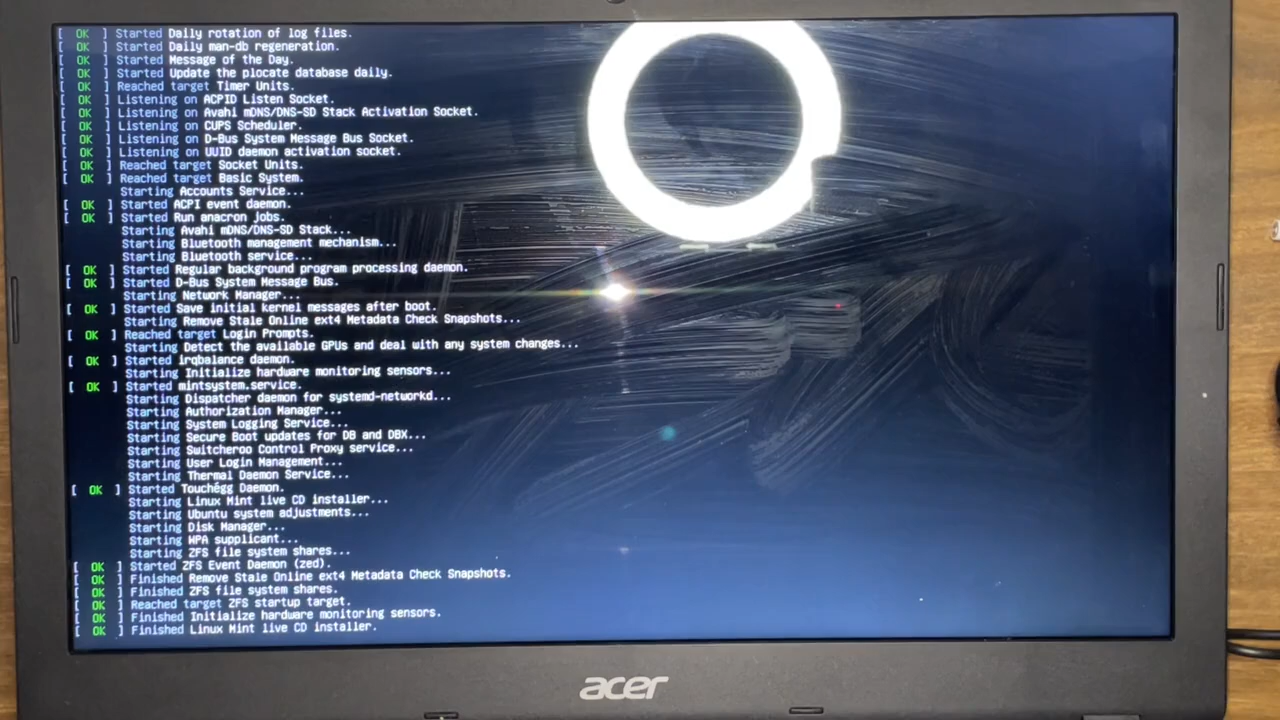 [ OK ] Started Daily rotation of log files.
[ OK ] Started Daily man-db regeneration.
[ OK ] Started Message of the Day.
[ OK ] Started Update the plocate database daily.
[ OK ] Reached target Timer Units.
[ OK ] Listening on ACPID Listen Socket.
[ OK ] Listening on Avahi mDNS/DNS-SD Stack Activation Socket.
[ OK ] Listening on CUPS Scheduler.
[ OK ] Listening on D-Bus System Message Bus Socket.
[ OK ] Listening on UUID daemon activation socket.
[ OK ] Reached target Socket Units.
[ OK ] Reached target Basic System.
Starting Accounts Service...
[ OK ] Started ACPI event daemon.
[ OK ] Started Run anacron jobs.
Starting Avahi mDNS/DNS-SD Stack...
Starting Bluetooth management mechanism...
Starting Bluetooth service...
[ OK ] Started Regular background program processing daemon.
[ OK ] Started D-Bus System Message Bus.
Starting Network Manager...
[ OK ] Started Save initial kernel messages after boot.
Starting Remove Stale Online ext4 Metadata Check Snapshots...
[ OK ] Reached target Login Prompts.
Starting Detect the available GPUs and deal with any system changes...
[ OK ] Started irqbalance daemon.
Starting Initialize hardware monitoring sensors...
[ OK ] Started mintsystem.service.
Starting Dispatcher daemon for systemd-networkd...
Starting Authorization Manager...
Starting System Logging Service...
Starting Secure Boot updates for DB and DBX...
Starting Switcheroo Control Proxy service...
Starting User Login Management...
Starting Thermal Daemon Service...
[ OK ] Started Touchégg Daemon.
Starting Linux Mint live CD installer...
Starting Ubuntu system adjustments...
Starting Disk Manager...
Starting WPA supplicant...
Starting ZFS file system shares...
[ OK ] Started ZFS Event Daemon (zed).
[ OK ] Finished Remove Stale Online ext4 Metadata Check Snapshots.
[ OK ] Finished ZFS file system shares.
[ OK ] Reached target ZFS startup target.
[ OK ] Finished Initialize hardware monitoring sensors.
[ OK ] Finished Linux Mint live CD installer.
acer